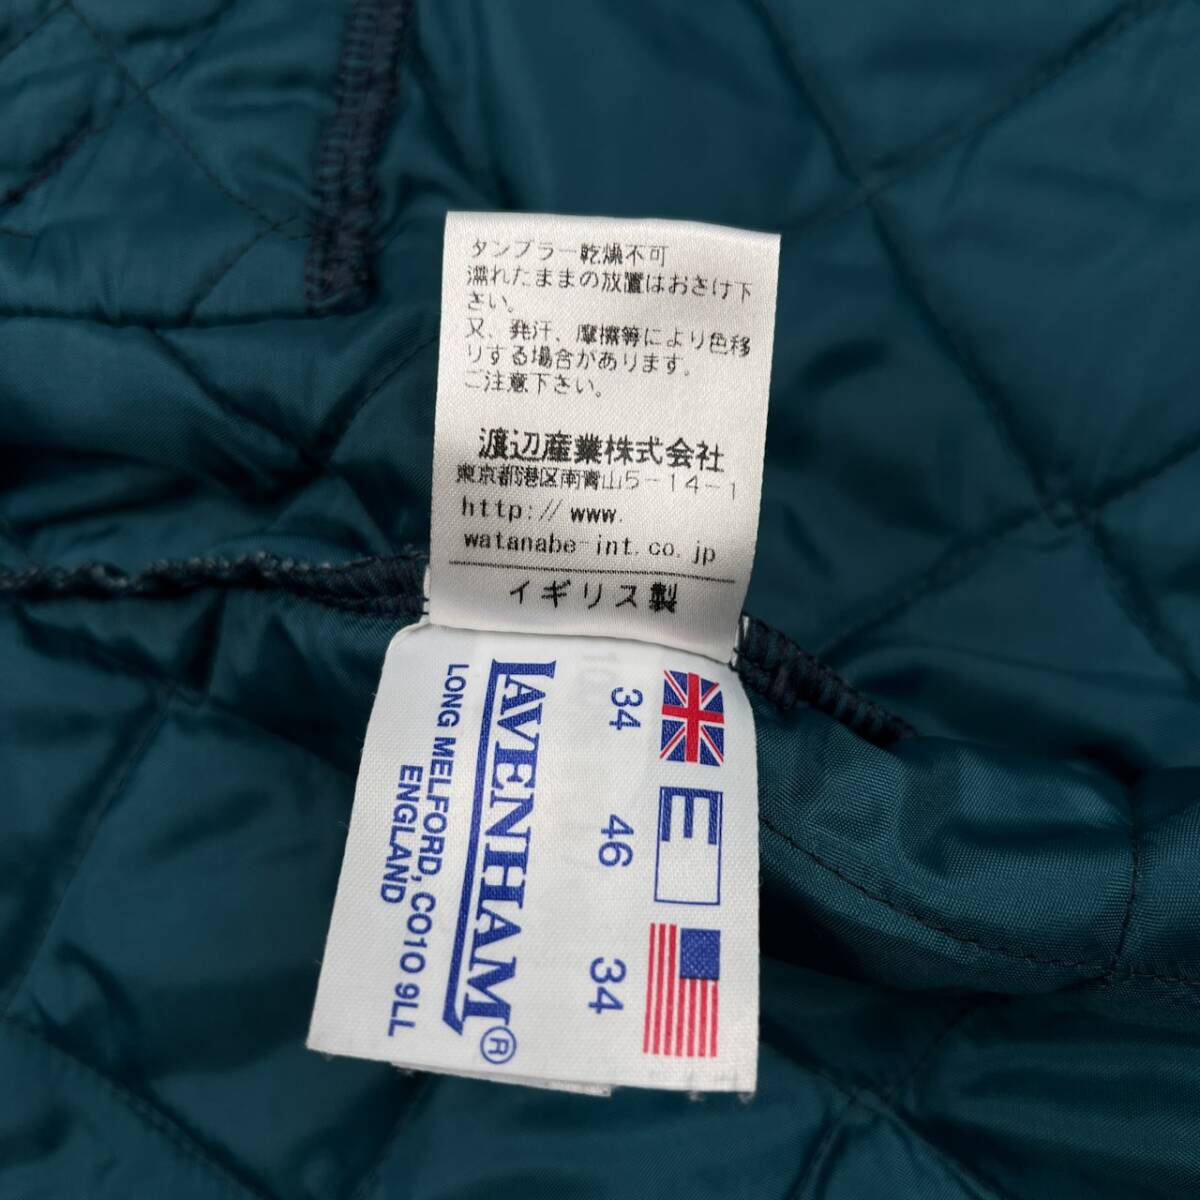 タンブラー乾燥不可
濡れたままの放置はおさけ下
さい。
又、発汗、摩擦等により色移
りする場合があります。
ご注意下さい。
渡辺産業株式会社
東京都港区南青山5-14-1
http://www.
watanabe-int.co.jp
イギリス製
LAVENHAM®
LONG MELFORD, CO10 9LL
ENGLAND
34
E 46
34